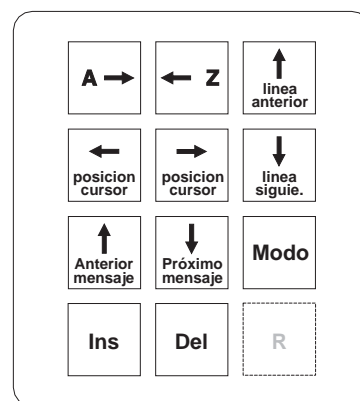 A
Z
linea
anterior
posicion
cursor
posicion
cursor
linea
siguie.
Anterior
mensaje
Próximo
mensaje
Modo
Ins
Del
R